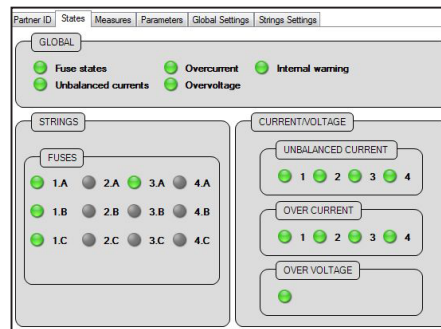 Partner ID States Measures Parameters Global Settings Strings Settings
GLOBAL
Fuse states Overcurrent Internal warning
Unbalanced currents Overvoltage
STRINGS
FUSES
1.A 2.A 3.A 4.A
1.B 2.B 3.B 4.B
1.C 2.C 3.C 4.C
CURRENT/VOLTAGE
UNBALANCED CURRENT
1 2 3 4
OVER CURRENT
1 2 3 4
OVER VOLTAGE